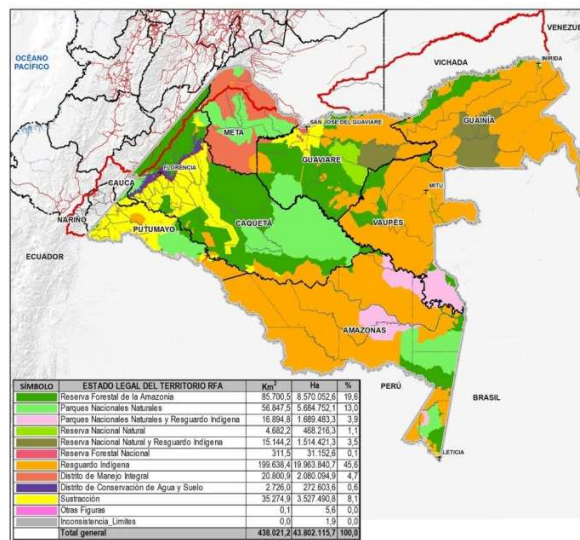 OCÉANO
PACÍFICO
VENEZU
VICHADA
INIRIDA
META
SAN JOSE DEL GUAVIARE
GUAINÍA
GUAVIARE
CAUCA
FLORENCIA
MITU
NARIÑO
CAQUETÁ
VAUPÉS
PUTUMAYO
ECUADOR
AMAZONAS
PERÚ
BRASIL
LETICIA
SÍMBOLO ESTADO LEGAL DEL TERRITORIO RFA Km² Ha %
Reserva Forestal de la Amazonía 85.700,5 8.570.052,6 19,6
Parques Nacionales Naturales 56.847,5 5.684.752,1 13,0
Parques Nacionales Naturales y Resguardo Indígena 16.894,8 1.689.483,3 3,9
Reserva Nacional Natural 4.682,2 468.216,3 1,1
Reserva Nacional Natural y Resguardo Indígena 15.144,2 1.514.421,3 3,5
Reserva Forestal Nacional 311,5 31.152,6 0,1
Resguardo Indígena 199.638,4 19.963.840,7 45,6
Distrito de Manejo Integral 20.800,9 2.080.094,9 4,7
Distrito de Conservación de Agua y Suelo 2.726,0 272.603,6 0,6
Sustracción 35.274,9 3.527.490,8 8,1
Otras Figuras 0,1 5,6 0,0
Inconsistencia_Limites 0,0 1,9 0,0
Total general 438.021,2 43.802.115,7 100,0